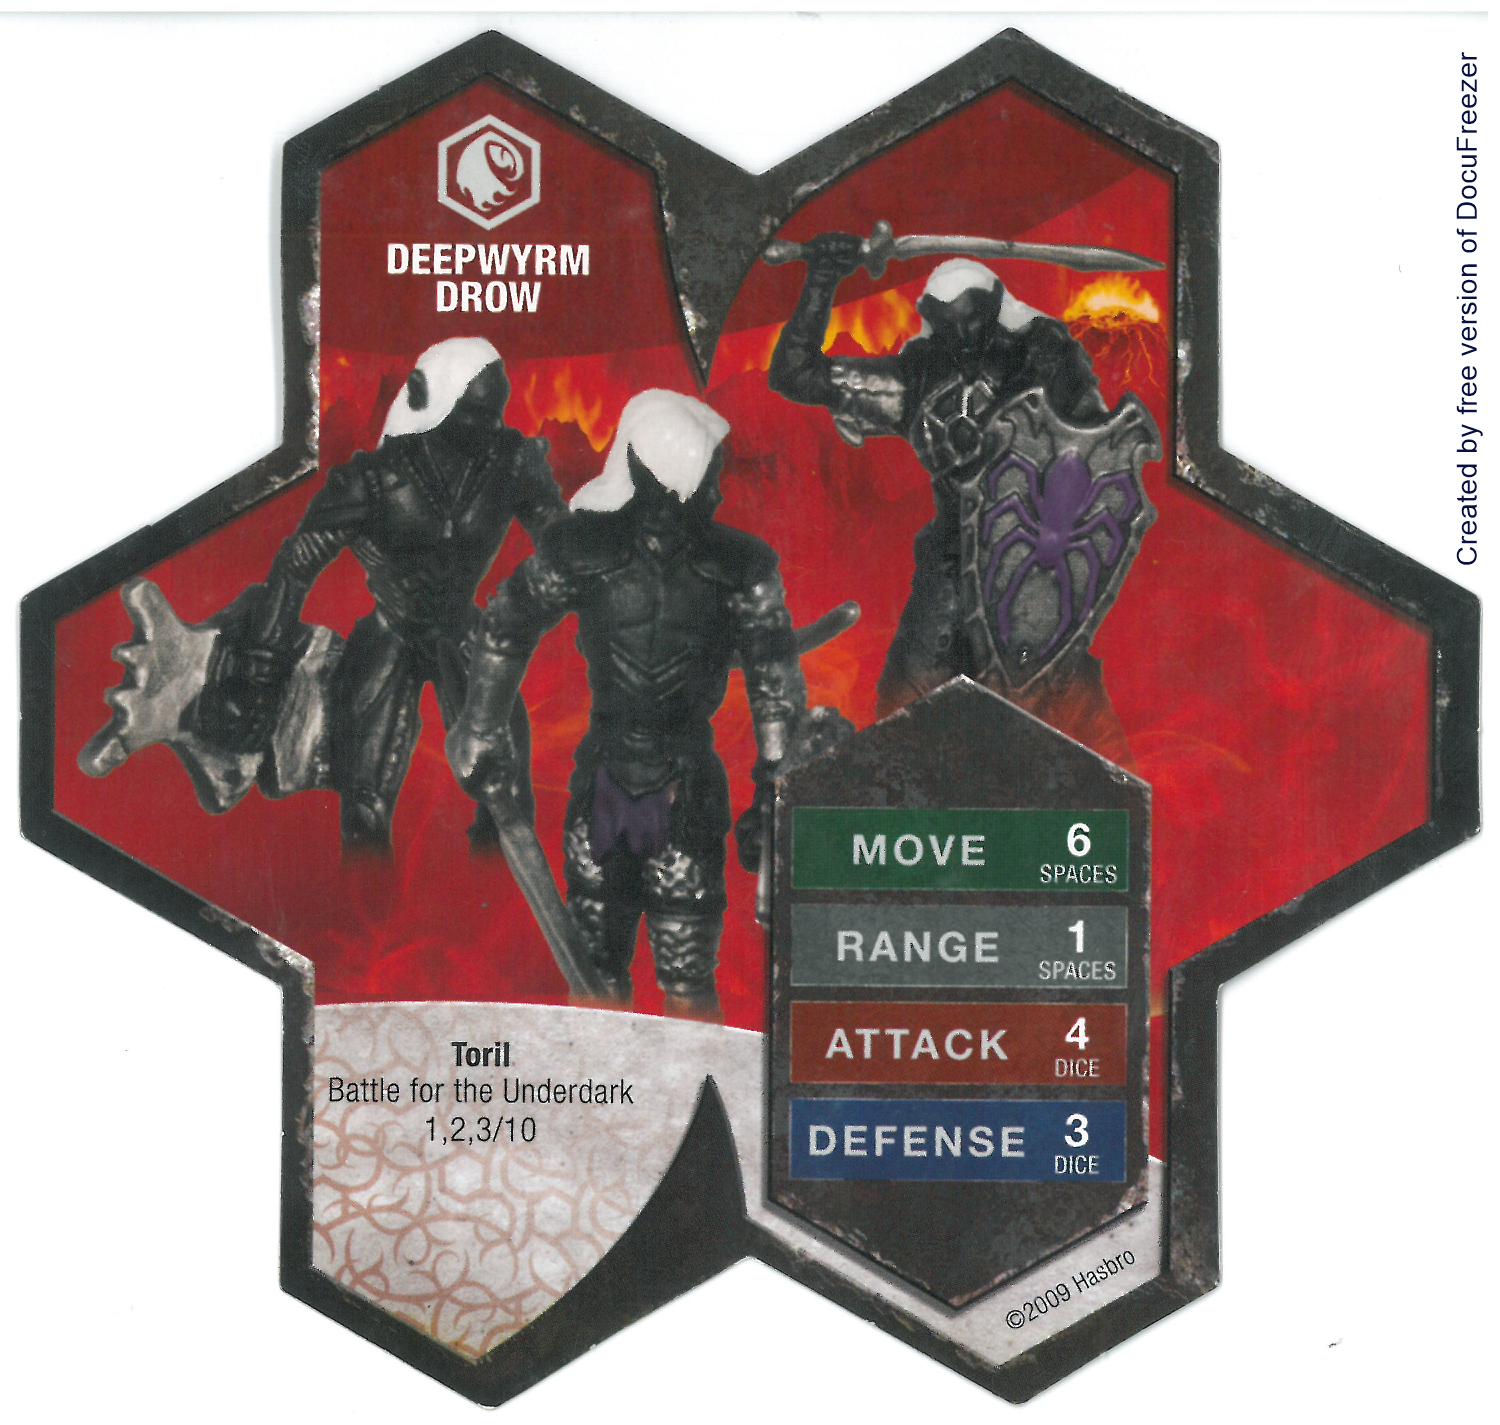 DEEPWYRM
DROW
MOVE 6
SPACES
RANGE 1
SPACES
ATTACK 4
DICE
DEFENSE 3
DICE
Toril
Battle for the Underdark
1,2,3/10
©2009 Hasbro
Created by free version of DocuFreezer